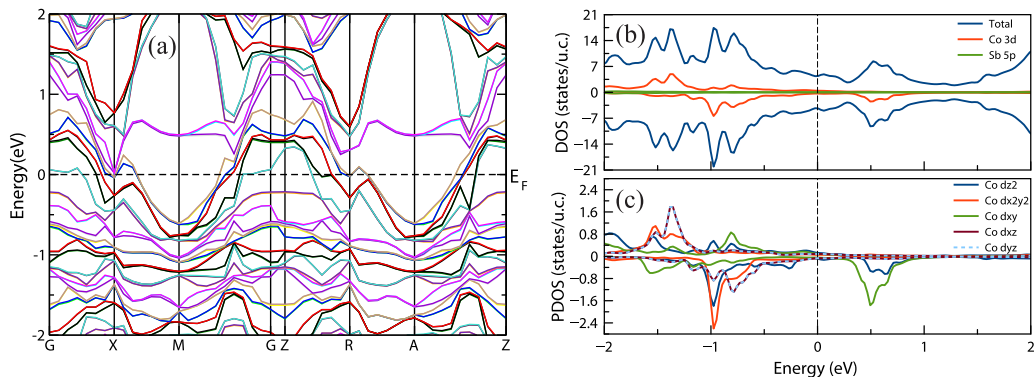 (a)
Energy(eV)
2
1
0
-1
-2
E_F
G X M G Z R A Z
(b)
DOS (states/u.c.)
21
14
7
0
−7
−14
−21
Total
Co 3d
Sb 5p
(c)
PDOS (states/u.c.)
2.4
1.6
0.8
0
−0.8
−1.6
−2.4
Co dz2
Co dx2y2
Co dxy
Co dxz
Co dyz
−2 −1 0 1 2
Energy (eV)